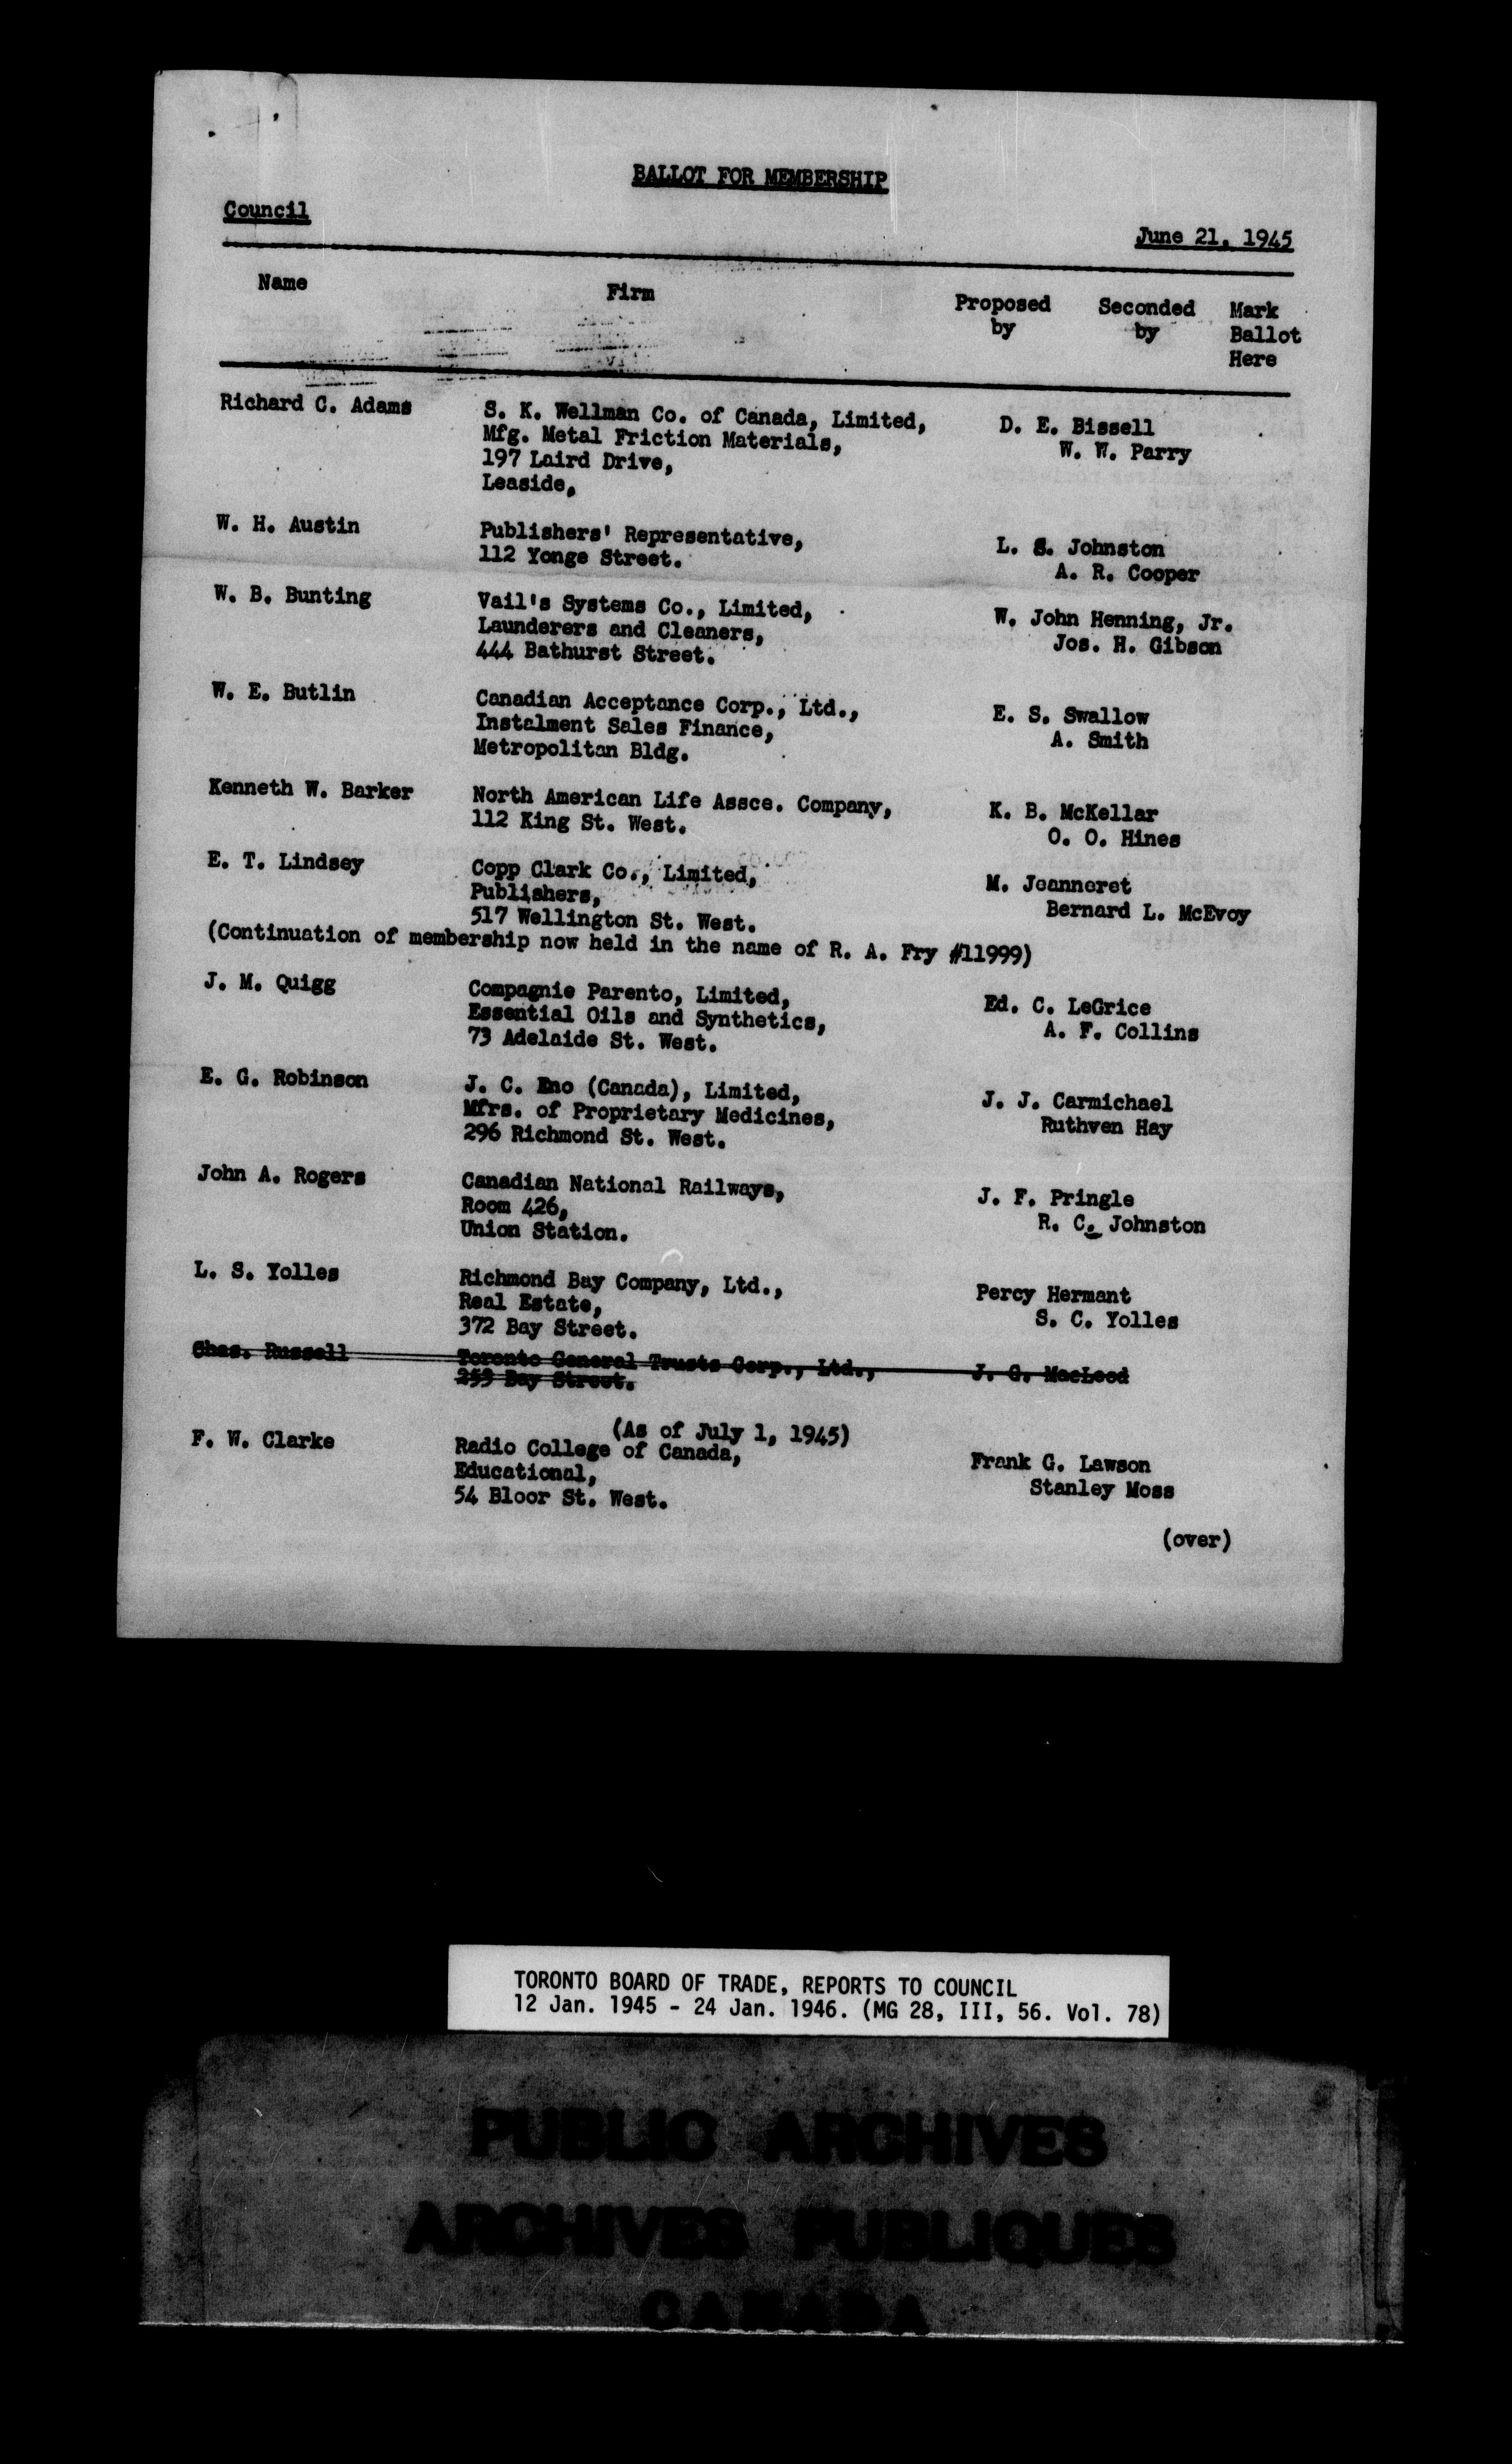 BALLOT FOR MEMBERSHIP
Council
June 21, 1945
Name Firm Proposed by Seconded by Mark Ballot Here
Richard C. Adams S. K. Wellman Co. of Canada, Limited, D. E. Bissell
Mfg. Metal Friction Materials, W. W. Parry
197 Laird Drive,
Leaside,
W. H. Austin Publishers' Representative, L. S. Johnston
112 Yonge Street. A. R. Cooper
W. B. Bunting Vail's Systems Co., Limited, W. John Henning, Jr.
Launderers and Cleaners, Jos. H. Gibson
444 Bathurst Street.
W. E. Butlin Canadian Acceptance Corp., Ltd., E. S. Swallow
Instalment Sales Finance, A. Smith
Metropolitan Bldg.
Kenneth W. Barker North American Life Assce. Company, K. B. McKellar
112 King St. West. O. O. Hines
E. T. Lindsey Copp Clark Co., Limited, M. Jeanneret
Publishers, Bernard L. McEvoy
517 Wellington St. West.
(Continuation of membership now held in the name of R. A. Fry #11999)
J. M. Quigg Compagnie Parento, Limited, Ed. C. LeGrice
Essential Oils and Synthetics, A. F. Collins
73 Adelaide St. West.
E. G. Robinson J. C. Eno (Canada), Limited, J. J. Carmichael
Mfrs. of Proprietary Medicines, Ruthven Hay
296 Richmond St. West.
John A. Rogers Canadian National Railways, J. F. Pringle
Room 426, R. C. Johnston
Union Station.
L. S. Yolles Richmond Bay Company, Ltd., Percy Hermant
Real Estate, S. C. Yolles
372 Bay Street.
Chas. Russell Toronto General Trusts Corp., Ltd., J. G. MacLeod
253 Bay Street.
(As of July 1, 1945)
F. W. Clarke Radio College of Canada, Frank G. Lawson
Educational, Stanley Moss
54 Bloor St. West.
(over)
TORONTO BOARD OF TRADE, REPORTS TO COUNCIL
12 Jan. 1945 - 24 Jan. 1946. (MG 28, III, 56. Vol. 78)
PUBLIC ARCHIVES
ARCHIVES PUBLIQUES
CANADA